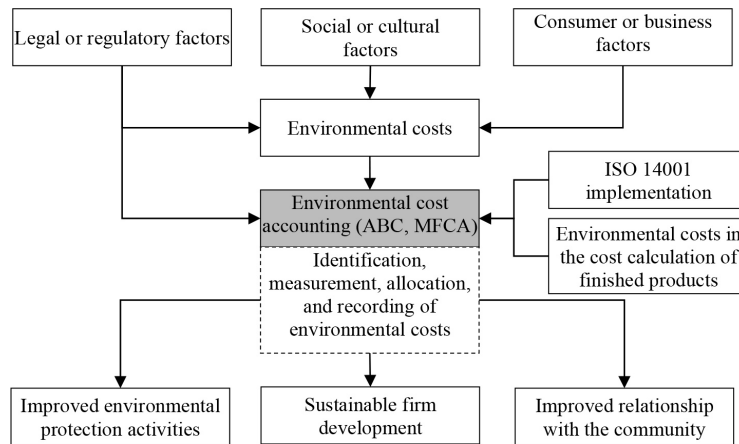 Legal or regulatory factors
Social or cultural
factors
Consumer or business
factors
Environmental costs
ISO 14001
implementation
Environmental cost
accounting (ABC, MFCA)
Environmental costs in
the cost calculation of
finished products
Identification,
measurement, allocation,
and recording of
environmental costs
Improved environmental
protection activities
Sustainable firm
development
Improved relationship
with the community